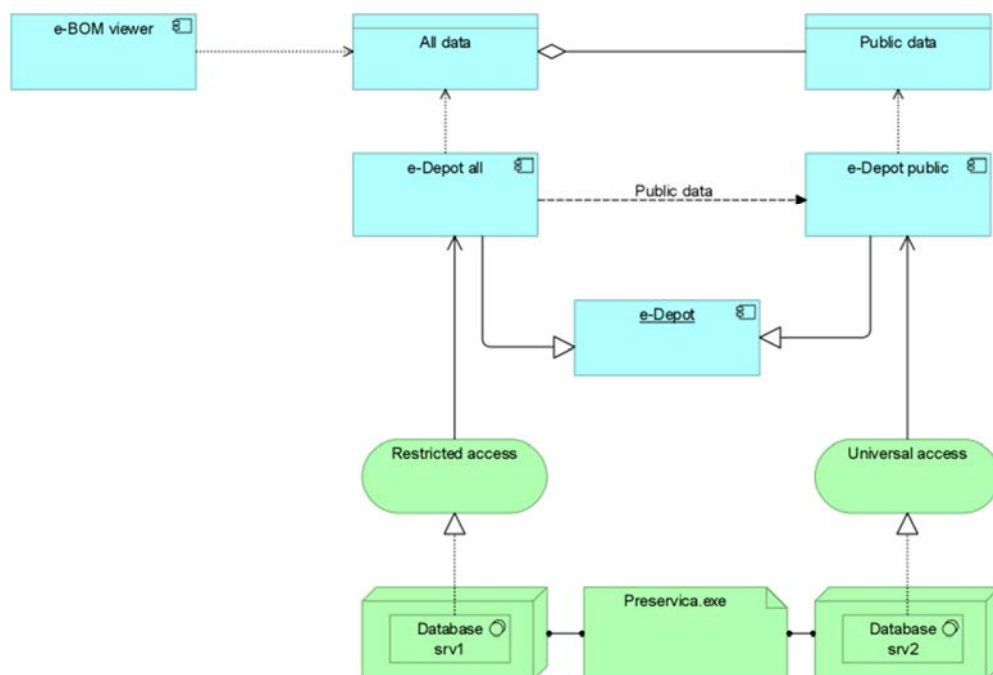 e-BOM viewer
All data
Public data
e-Depot all
Public data
e-Depot public
e-Depot
Restricted access
Universal access
Database
srv1
Preservica.exe
Database
srv2